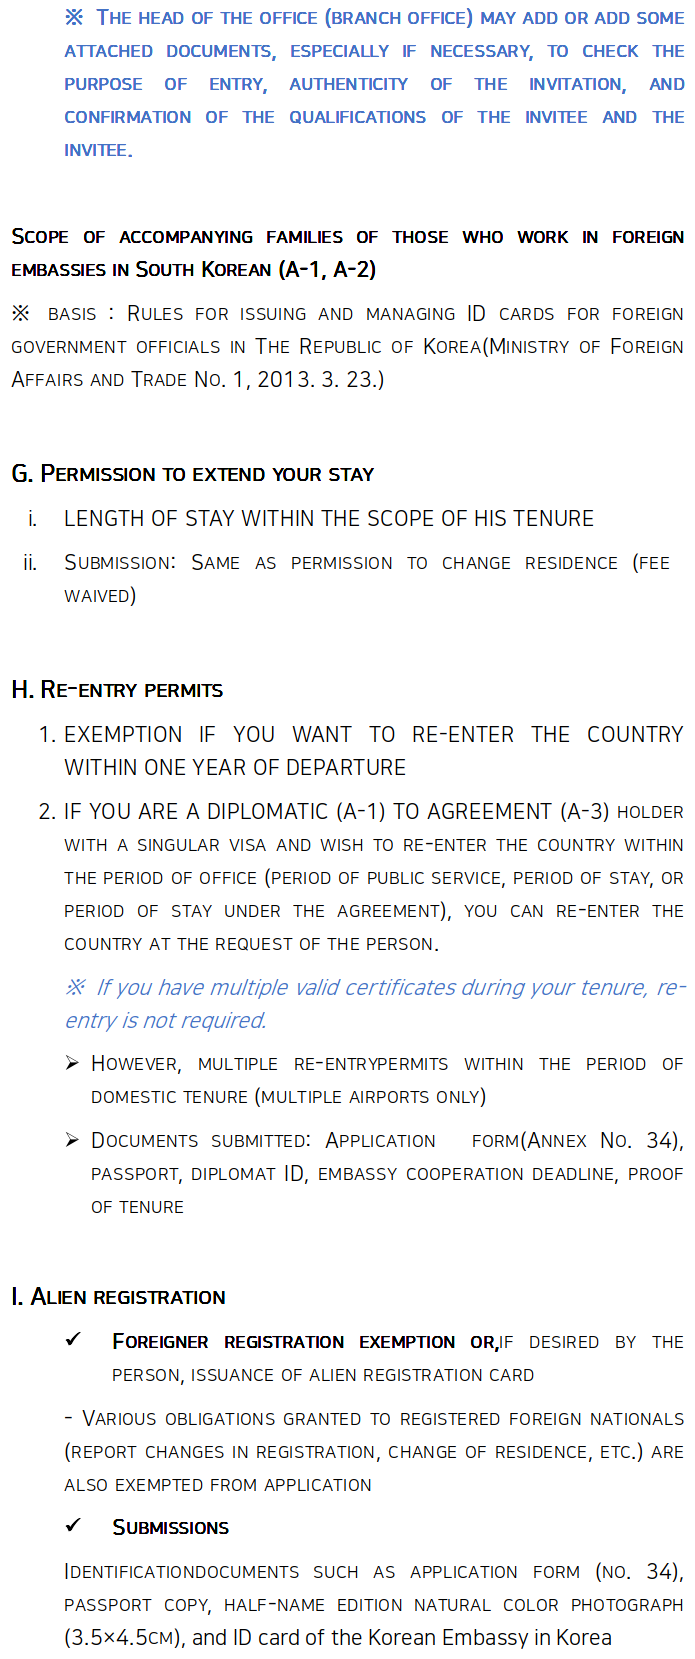 ※ The head of the office (branch office) may add or add some
attached documents, especially if necessary, to check the
purpose of entry, authenticity of the invitation, and
confirmation of the qualifications of the invitee and the
invitee.
Scope of accompanying families of those who work in foreign
embassies in South Korean (A-1, A-2)
※ basis : Rules for issuing and managing ID cards for foreign
government officials in The Republic of Korea(Ministry of Foreign
Affairs and Trade No. 1, 2013. 3. 23.)
G. Permission to extend your stay
i. LENGTH OF STAY WITHIN THE SCOPE OF HIS TENURE
ii. Submission: Same as permission to change residence (fee
waived)
H. Re-entry permits
1. EXEMPTION IF YOU WANT TO RE-ENTER THE COUNTRY
WITHIN ONE YEAR OF DEPARTURE
2. IF YOU ARE A DIPLOMATIC (A-1) TO AGREEMENT (A-3) holder
with a singular visa and wish to re-enter the country within
the period of office (period of public service, period of stay, or
period of stay under the agreement), you can re-enter the
country at the request of the person.
※ If you have multiple valid certificates during your tenure, re-
entry is not required.
➢ However, multiple re-entrypermits within the period of
domestic tenure (multiple airports only)
➢ Documents submitted: Application form(Annex No. 34),
passport, diplomat ID, embassy cooperation deadline, proof
of tenure
I. Alien registration
✓ Foreigner registration exemption or,if desired by the
person, issuance of alien registration card
- Various obligations granted to registered foreign nationals
(report changes in registration, change of residence, etc.) are
also exempted from application
✓ Submissions
Identificationdocuments such as application form (no. 34),
passport copy, half-name edition natural color photograph
(3.5×4.5cm), and ID card of the Korean Embassy in Korea